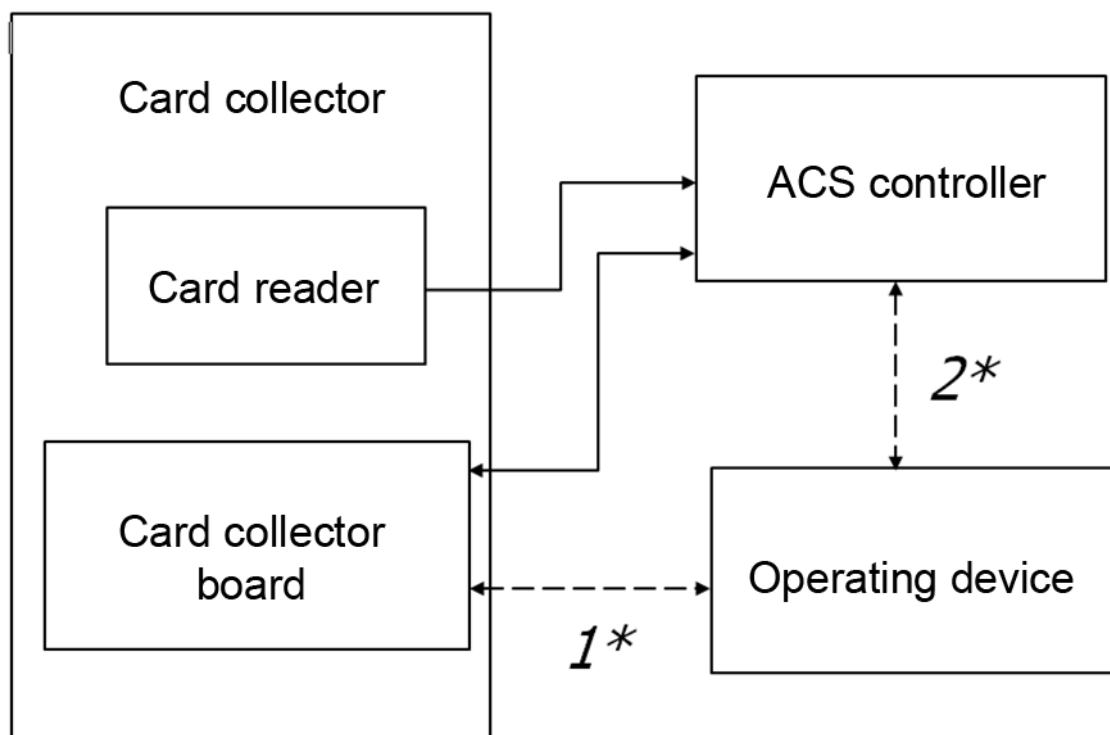 Card collector
ACS controller
Card reader
2*
Card collector
board
Operating device
1*